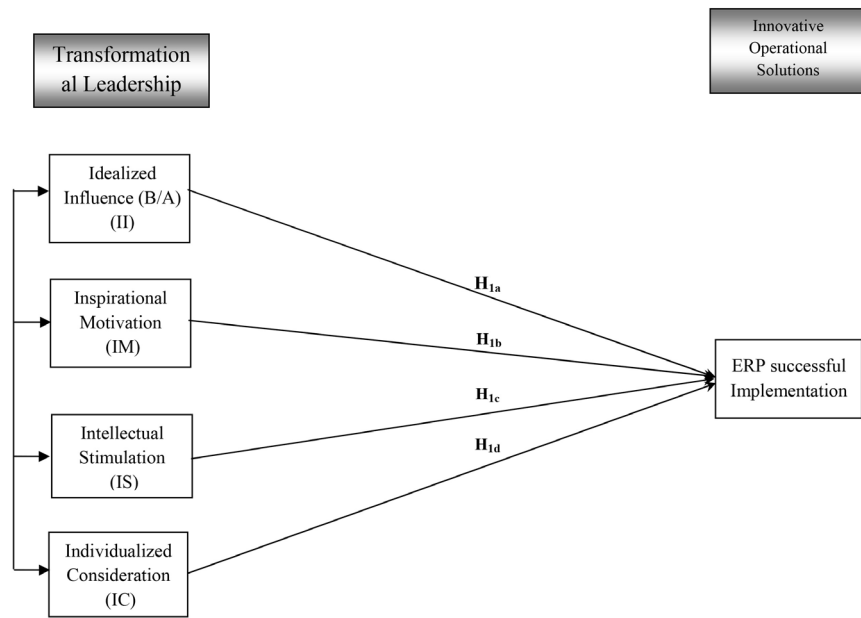 Transformation
al Leadership
Innovative
Operational
Solutions
Idealized
Influence (B/A)
(II)
Inspirational
Motivation
(IM)
Intellectual
Stimulation
(IS)
Individualized
Consideration
(IC)
H1a
H1b
H1c
H1d
ERP successful
Implementation